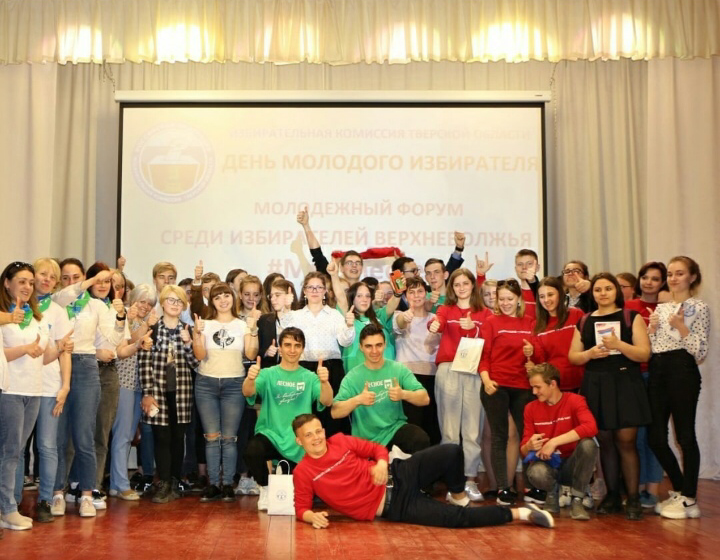 ИЗБИРАТЕЛЬНАЯ КОМИССИЯ ТВЕРСКОЙ ОБЛАСТИ
ДЕНЬ МОЛОДОГО ИЗБИРАТЕЛЯ
МОЛОДЕЖНЫЙ ФОРУМ
СРЕДИ ИЗБИРАТЕЛЕЙ ВЕРХНЕВОЛЖЬЯ